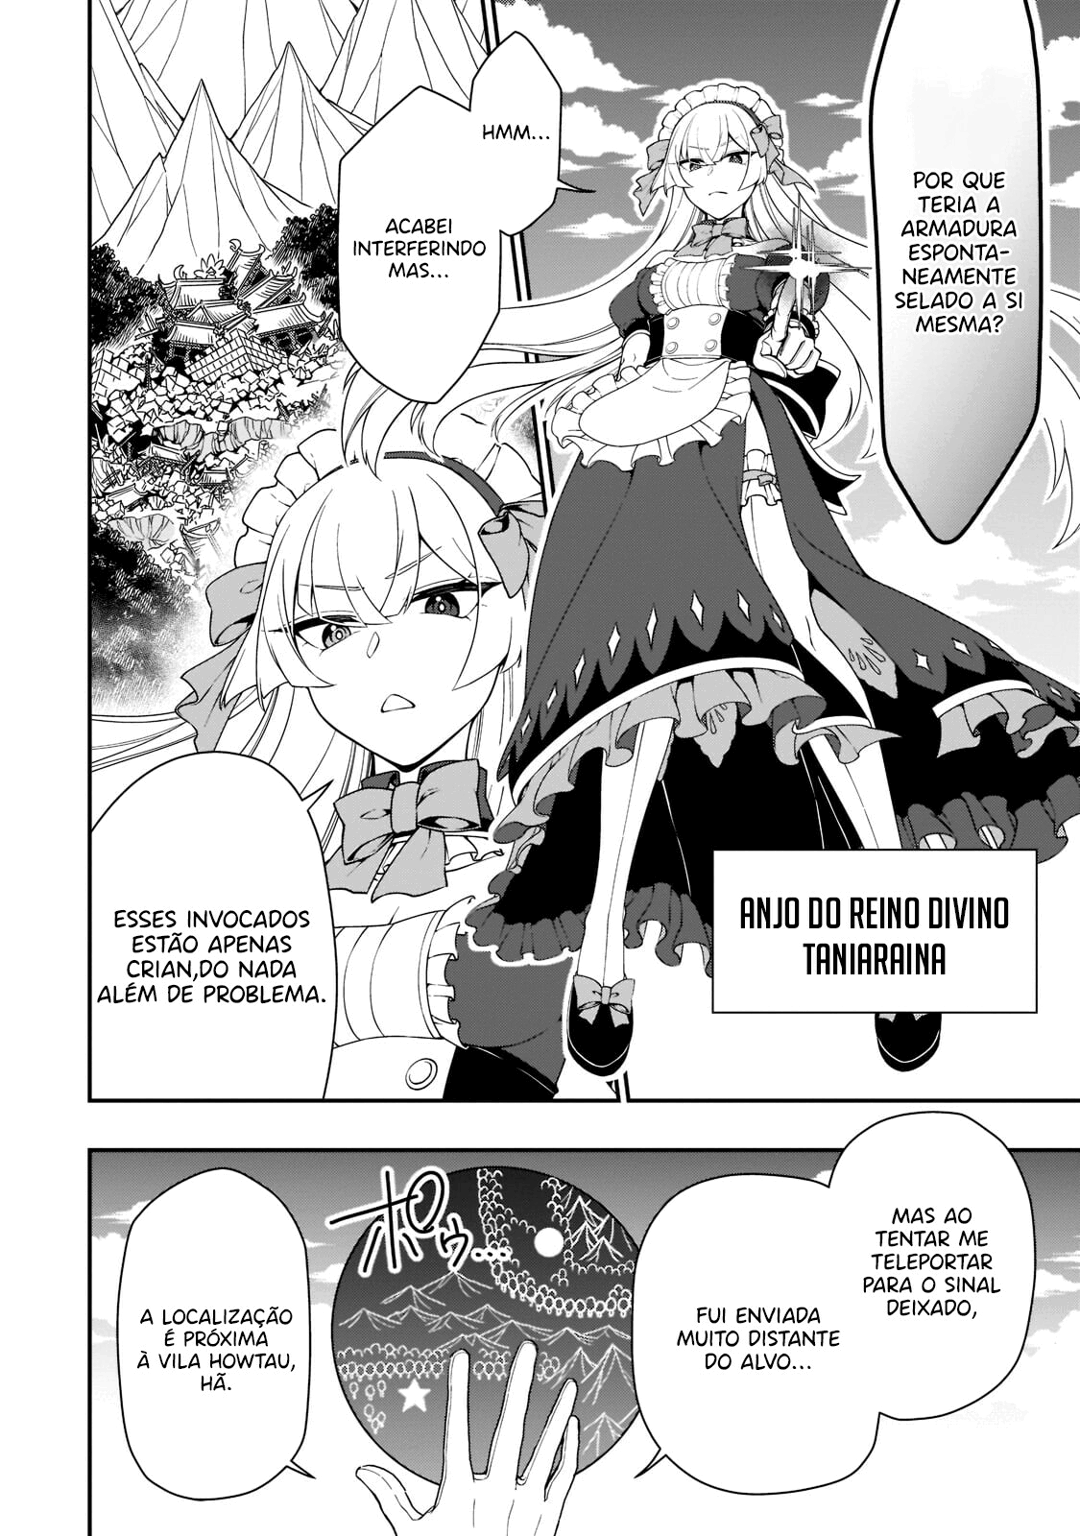 POR QUE
TERIA A
ARMADURA
ESPONTA-
NEAMENTE
SELADO A SI
MESMA?
HMM...
ACABEI
INTERFERINDO
MAS...
ANJO DO REINO DIVINO
TANIARAINA
ESSES INVOCADOS
ESTÃO APENAS
CRIAN,DO NADA
ALÉM DE PROBLEMA.
MAS AO
TENTAR ME
TELEPORTAR
PARA O SINAL
DEIXADO,
FUI ENVIADA
MUITO DISTANTE
DO ALVO...
ポゥ...
A LOCALIZAÇÃO
É PRÓXIMA
À VILA HOWTAU,
HÃ.